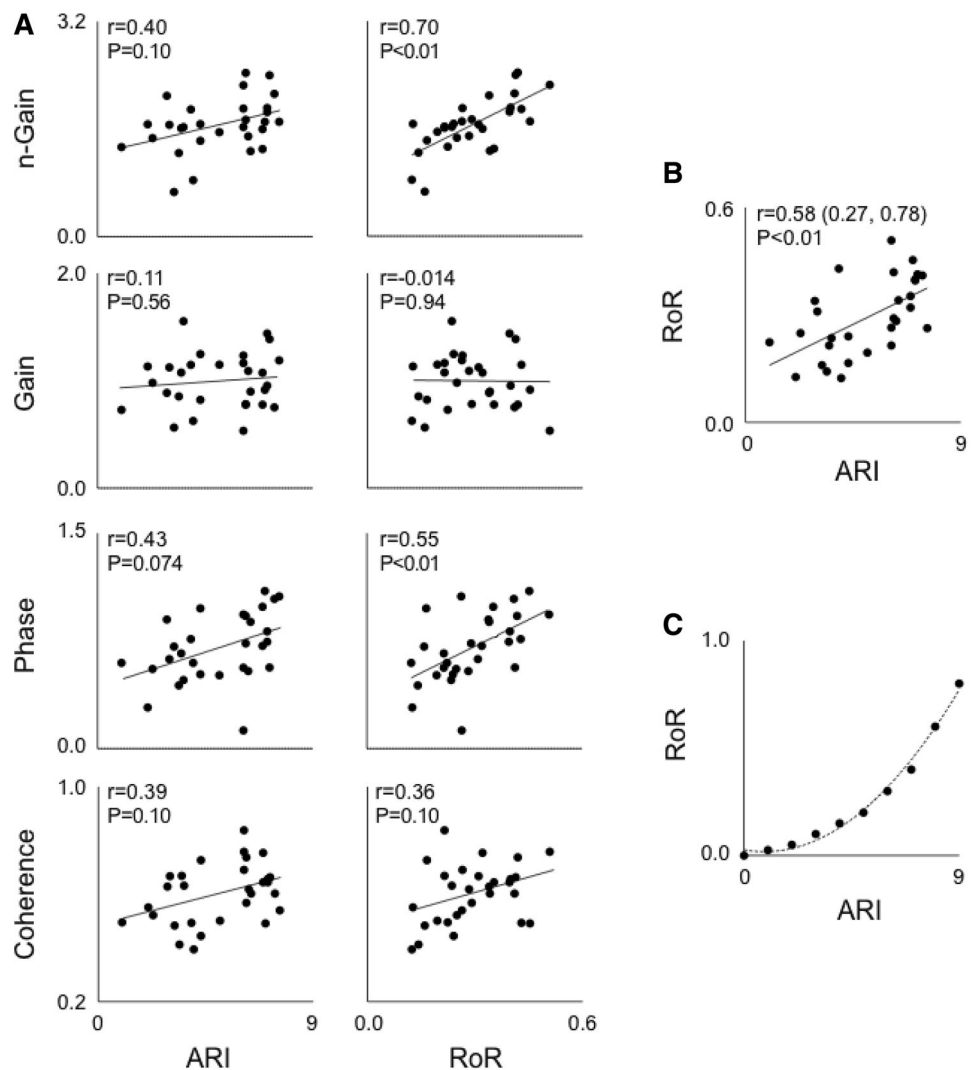 A
3.2
n-Gain
0.0
r=0.40
P=0.10
r=0.70
P<0.01
2.0
Gain
0.0
r=0.11
P=0.56
r=-0.014
P=0.94
1.5
Phase
0.0
r=0.43
P=0.074
r=0.55
P<0.01
1.0
Coherence
0.2
r=0.39
P=0.10
r=0.36
P=0.10
0
9
ARI
0.0
0.6
RoR
B
0.6
RoR
0.0
r=0.58 (0.27, 0.78)
P<0.01
0
9
ARI
C
1.0
RoR
0.0
0
9
ARI